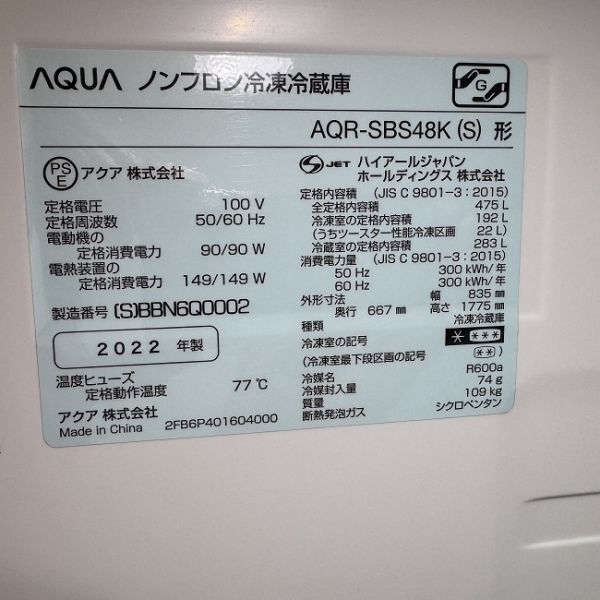 AQUA ノンフロン冷凍冷蔵庫
G
AQR-SBS48K (S) 形
PS E アクア 株式会社
定格電圧 100 V
定格周波数 50/60 Hz
電動機の
定格消費電力 90/90 W
電熱装置の
定格消費電力 149/149 W
製造番号 (S)BBN6Q0002
2022 年製
温度ヒューズ
定格動作温度 77℃
アクア 株式会社
Made in China 2FB6P401604000
S JET ハイアールジャパン
ホールディングス 株式会社
定格内容積 (JIS C 9801-3:2015)
全定格内容積 475 L
冷凍室の定格内容積 192 L
(うちツースター性能冷凍区画 22 L)
冷蔵室の定格内容積 283 L
消費電力量 (JIS C 9801-3:2015)
50 Hz 300 kWh/年
60 Hz 300 kWh/年
外形寸法 幅 835 mm
奥行 667 mm 高さ 1775 mm
種類 冷凍冷蔵庫
冷凍室の記号 * ***
(冷凍室最下段区画の記号 (**))
冷媒名 R600a
冷媒封入量 74 g
質量 109 kg
断熱発泡ガス シクロペンタン